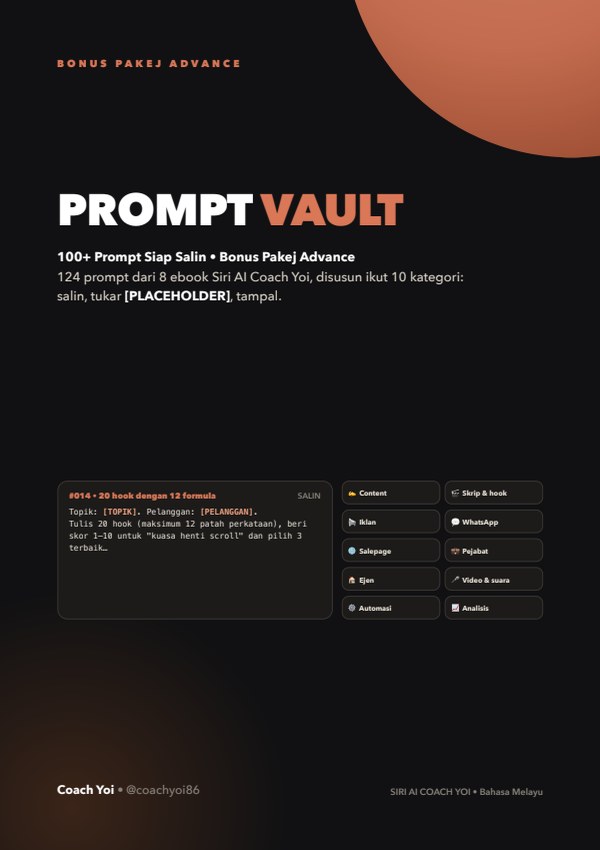 BONUS PAKEJ ADVANCE
PROMPT VAULT
100+ Prompt Siap Salin • Bonus Pakej Advance
124 prompt dari 8 ebook Siri AI Coach Yoi, disusun ikut 10 kategori:
salin, tukar [PLACEHOLDER], tampal.
#014 • 20 hook dengan 12 formula
SALIN
Topik: [TOPIK]. Pelanggan: [PELANGGAN].
Tulis 20 hook (maksimum 12 patah perkataan), beri
skor 1–10 untuk "kuasa henti scroll" dan pilih 3
terbaik…
Content
Skrip & hook
Iklan
WhatsApp
Salepage
Pejabat
Ejen
Video & suara
Automasi
Analisis
Coach Yoi • @coachyoi86
SIRI AI COACH YOI • Bahasa Melayu